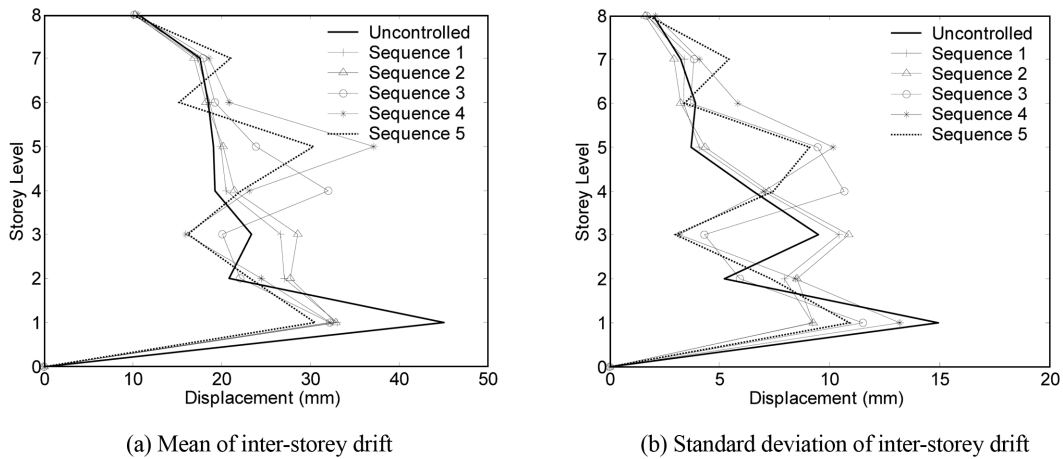 8
7
6
5
4
3
2
1
0
Storey Level
0
10
20
30
40
50
Displacement (mm)
Uncontrolled
Sequence 1
Sequence 2
Sequence 3
Sequence 4
Sequence 5
(a) Mean of inter-storey drift
8
7
6
5
4
3
2
1
0
Storey Level
0
5
10
15
20
Displacement (mm)
Uncontrolled
Sequence 1
Sequence 2
Sequence 3
Sequence 4
Sequence 5
(b) Standard deviation of inter-storey drift